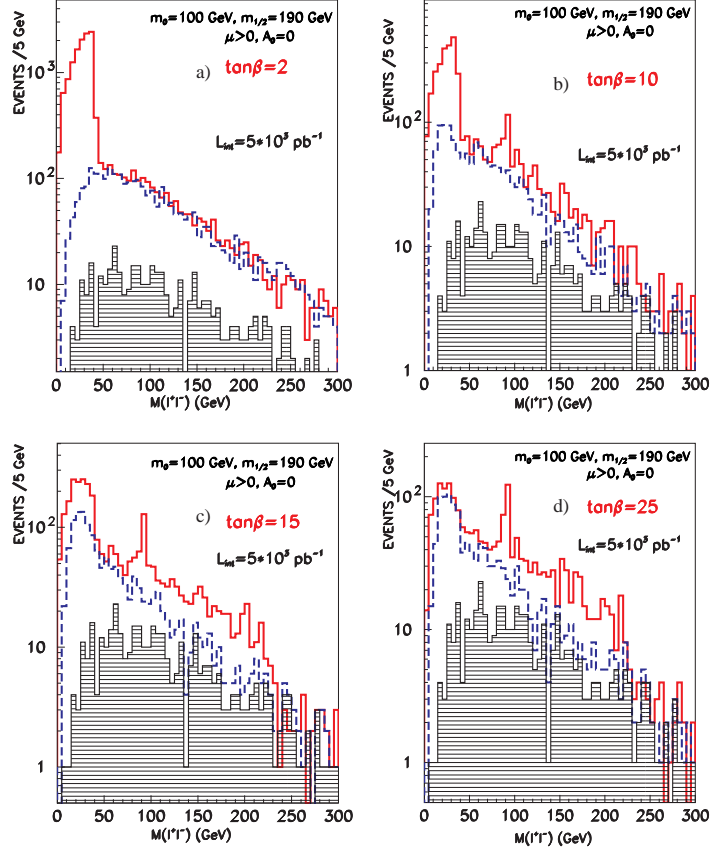 m₀=100 GeV, m₁/₂=190 GeV
μ>0, A₀=0
a)
tanβ=2
L_int=5*10³ pb⁻¹
EVENTS / 5 GeV
10³
10²
10
0 50 100 150 200 250 300
M(l⁺l⁻) (GeV)
m₀=100 GeV, m₁/₂=190 GeV
μ>0, A₀=0
b)
tanβ=10
L_int=5*10³ pb⁻¹
EVENTS / 5 GeV
10²
10
1
0 50 100 150 200 250 300
M(l⁺l⁻) (GeV)
m₀=100 GeV, m₁/₂=190 GeV
μ>0, A₀=0
c)
tanβ=15
L_int=5*10³ pb⁻¹
EVENTS / 5 GeV
10²
10
1
0 50 100 150 200 250 300
M(l⁺l⁻) (GeV)
m₀=100 GeV, m₁/₂=190 GeV
μ>0, A₀=0
d)
tanβ=25
L_int=5*10³ pb⁻¹
EVENTS / 5 GeV
10²
10
1
0 50 100 150 200 250 300
M(l⁺l⁻) (GeV)